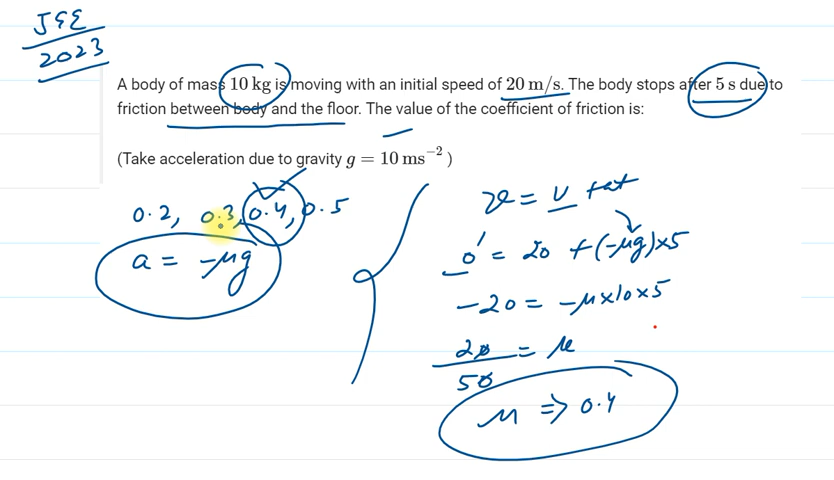 JEE
2023
A body of mass 10 kg is moving with an initial speed of 20 m/s. The body stops after 5 s due to
friction between body and the floor. The value of the coefficient of friction is:
(Take acceleration due to gravity g = 10 ms⁻²)
0.2, 0.3, 0.4, 0.5
a = -μg
v = u + at
0 = 20 + (-μg)×5
-20 = -μ×10×5
20/50 = μ
μ ⇒ 0.4